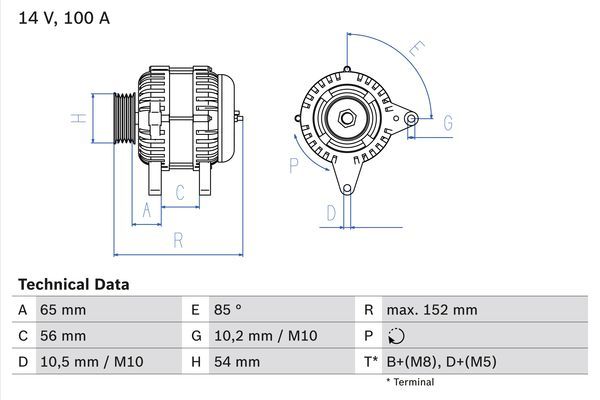 14 V, 100 A
E
H
G
P
A
C
D
R
Technical Data
A 65 mm E 85 ° R max. 152 mm
C 56 mm G 10,2 mm / M10 P
D 10,5 mm / M10 H 54 mm T* B+(M8), D+(M5)
* Terminal